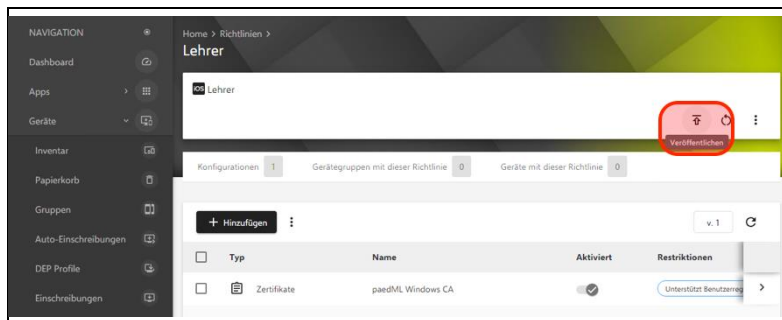 NAVIGATION
Dashboard
Apps
Geräte
Inventar
Papierkorb
Gruppen
Auto-Einschreibungen
DEP Profile
Einschreibungen
Home > Richtlinien >
Lehrer
iOS Lehrer
Veröffentlichen
Konfigurationen 1 Gerätegruppen mit dieser Richtlinie 0 Geräte mit dieser Richtlinie 0
+ Hinzufügen v. 1
Typ Name Aktiviert Restriktionen
Zertifikate paedML Windows CA Unterstützt Benutzereg